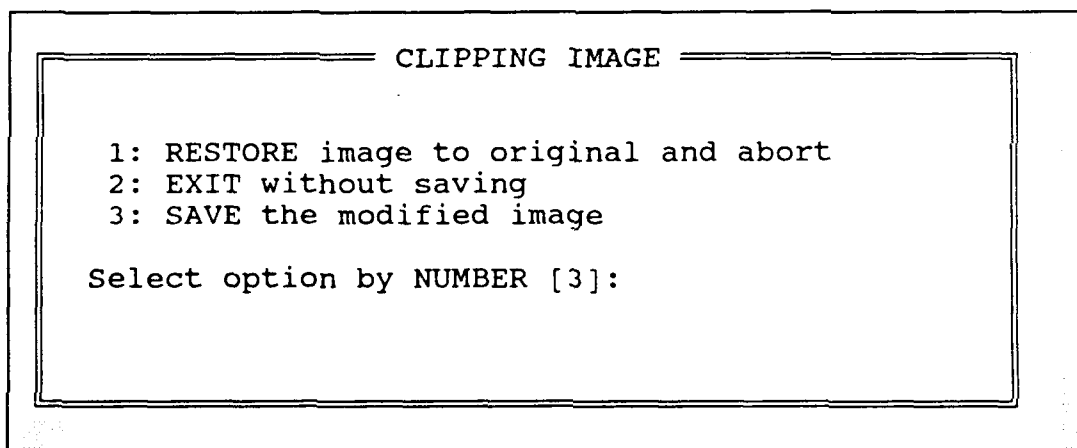 CLIPPING IMAGE
1: RESTORE image to original and abort
2: EXIT without saving
3: SAVE the modified image
Select option by NUMBER [3]: